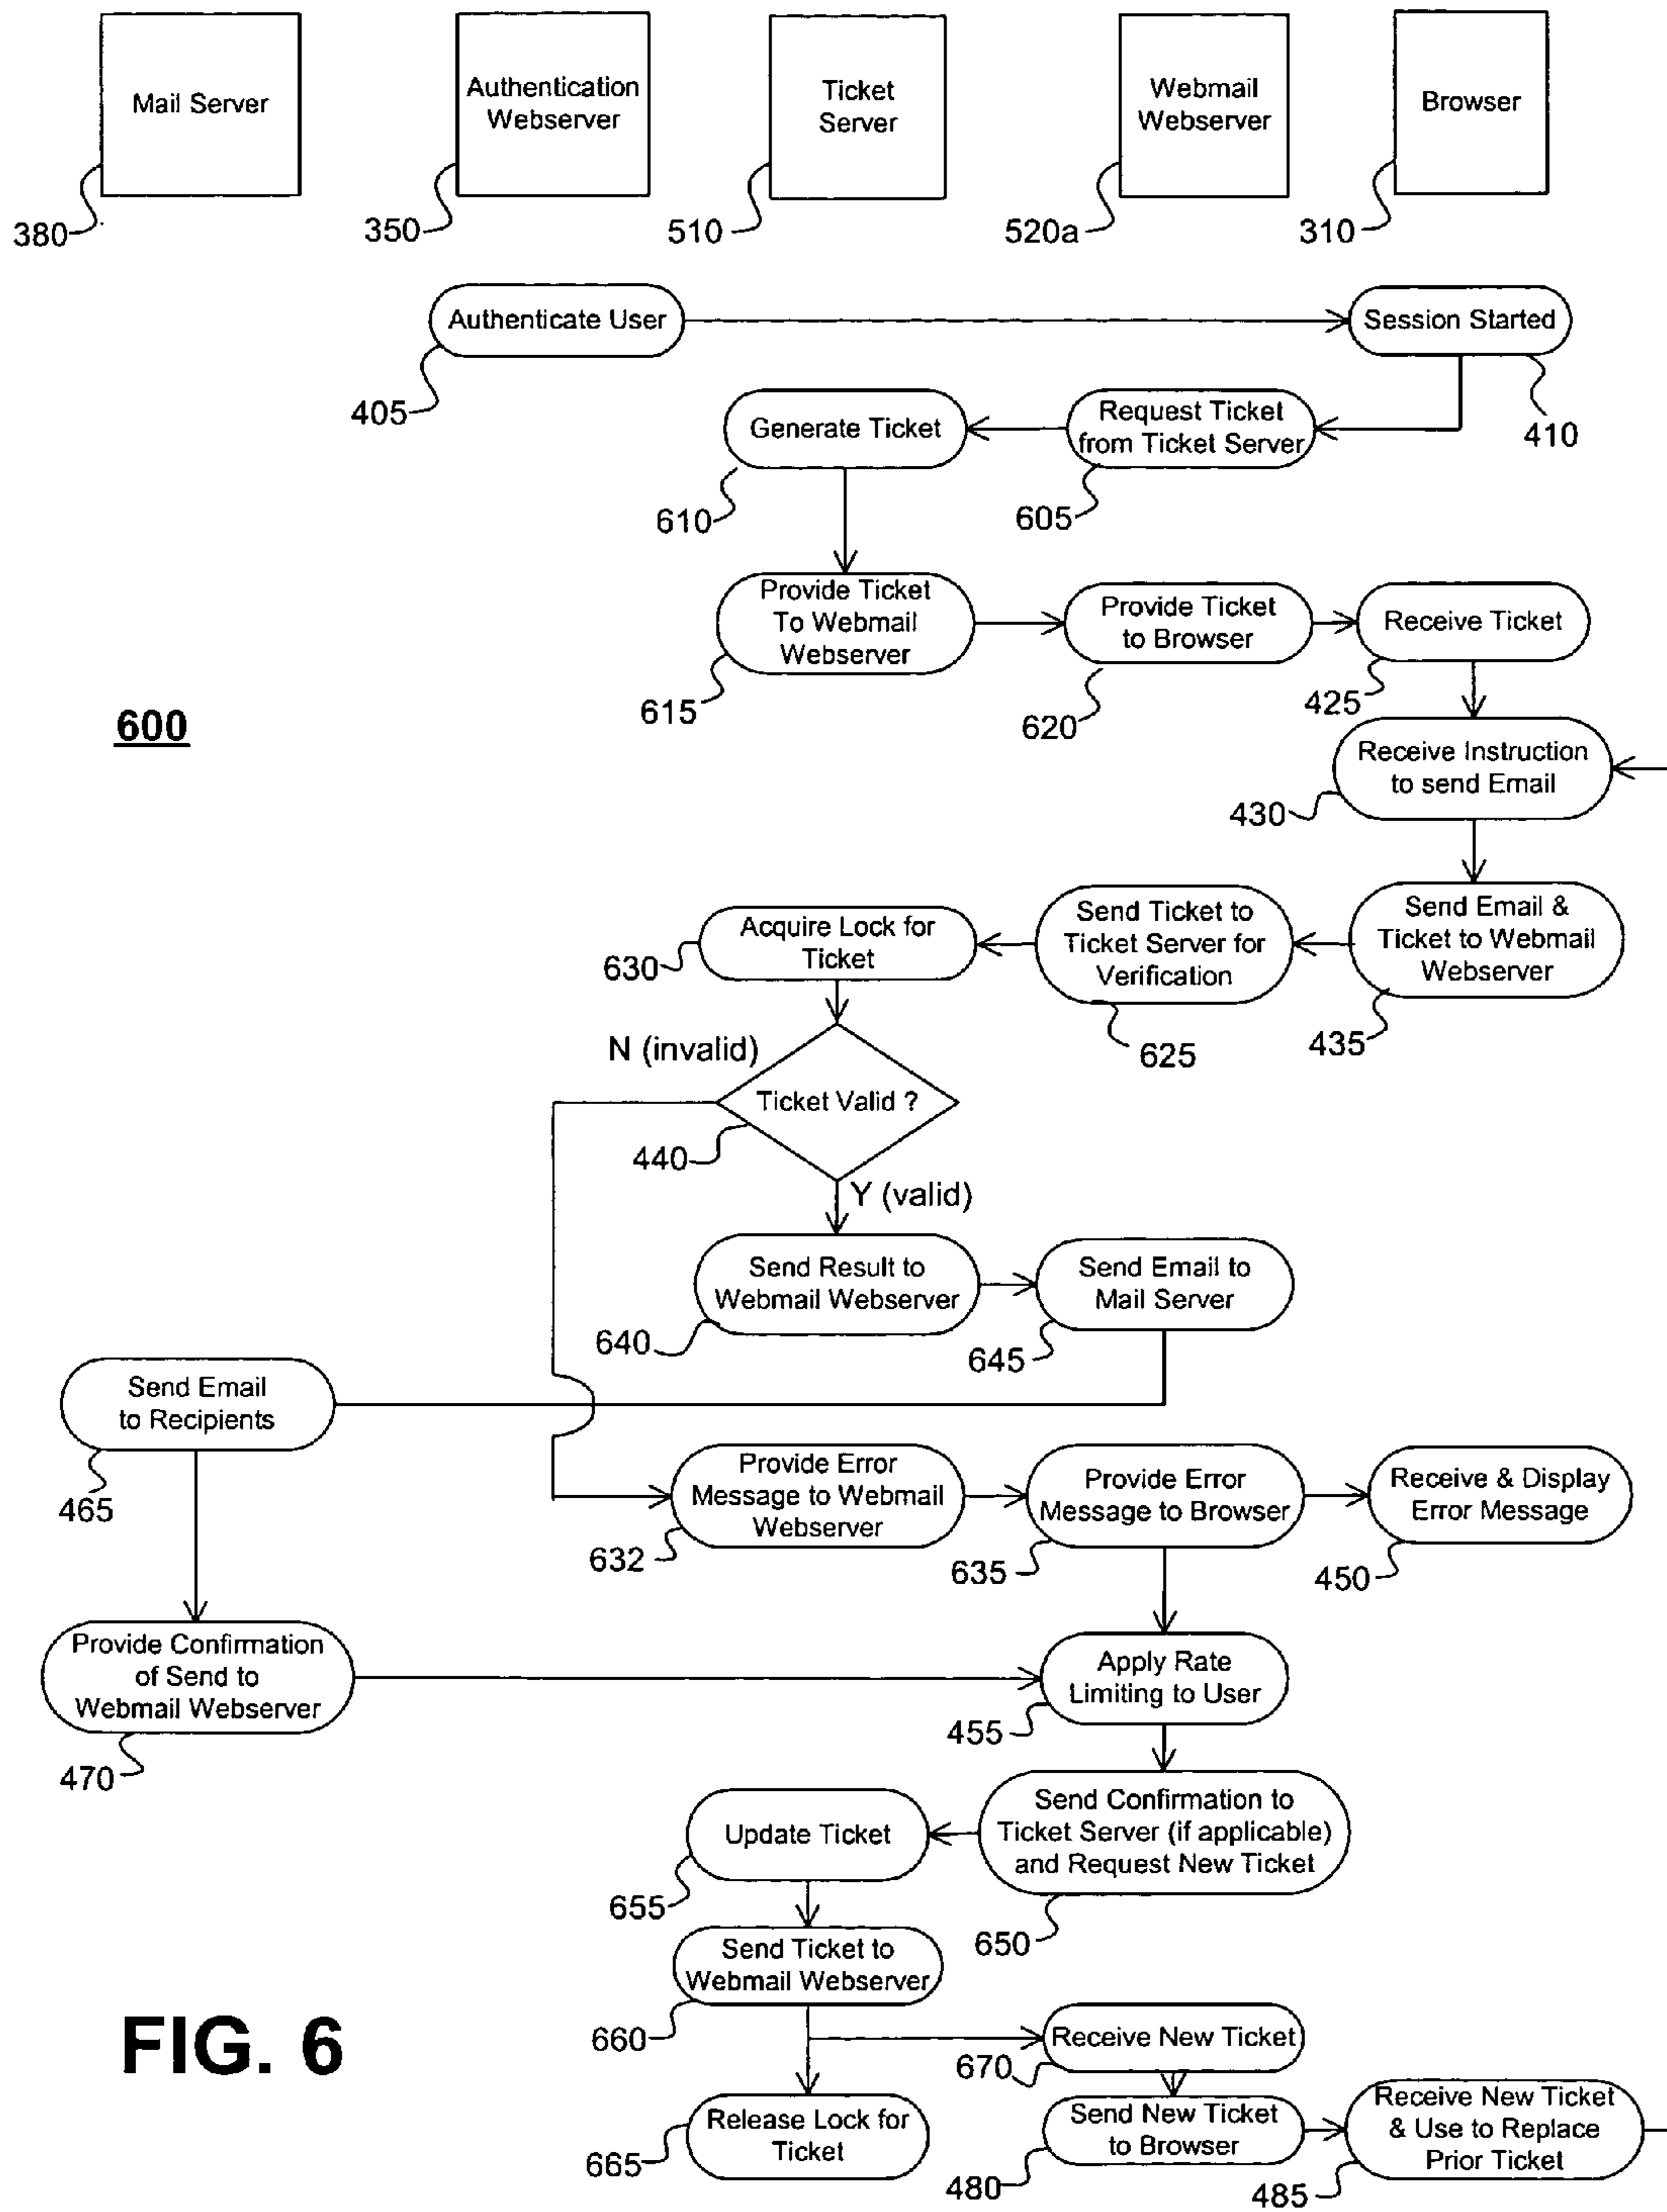 Mail Server
Authentication
Webserver
Ticket
Server
Webmail
Webserver
Browser
380
350
510
520a
310
Authenticate User
Session Started
405
410
Generate Ticket
Request Ticket
from Ticket Server
610
605
Provide Ticket
To Webmail
Webserver
Provide Ticket
to Browser
Receive Ticket
615
620
425
600
Receive Instruction
to send Email
430
Acquire Lock for
Ticket
Send Ticket to
Ticket Server for
Verification
Send Email &
Ticket to Webmail
Webserver
630
625
435
N (invalid)
Ticket Valid ?
440
Y (valid)
Send Result to
Webmail Webserver
Send Email to
Mail Server
640
645
Send Email
to Recipients
465
Provide Error
Message to Webmail
Webserver
Provide Error
Message to Browser
Receive & Display
Error Message
632
635
450
Provide Confirmation
of Send to
Webmail Webserver
Apply Rate
Limiting to User
470
455
Update Ticket
Send Confirmation to
Ticket Server (if applicable)
and Request New Ticket
655
650
Send Ticket to
Webmail Webserver
660
FIG. 6
Receive New Ticket
670
Release Lock for
Ticket
Send New Ticket
to Browser
Receive New Ticket
& Use to Replace
Prior Ticket
665
480
485